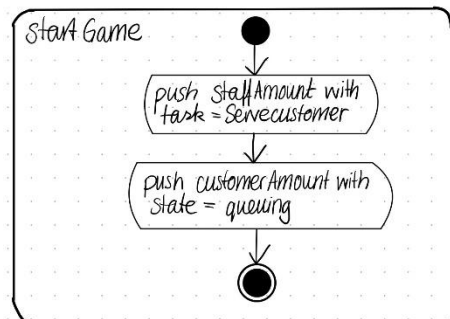 start Game
push staffAmount with
task = Servecustomer
push customerAmount with
state = queuing